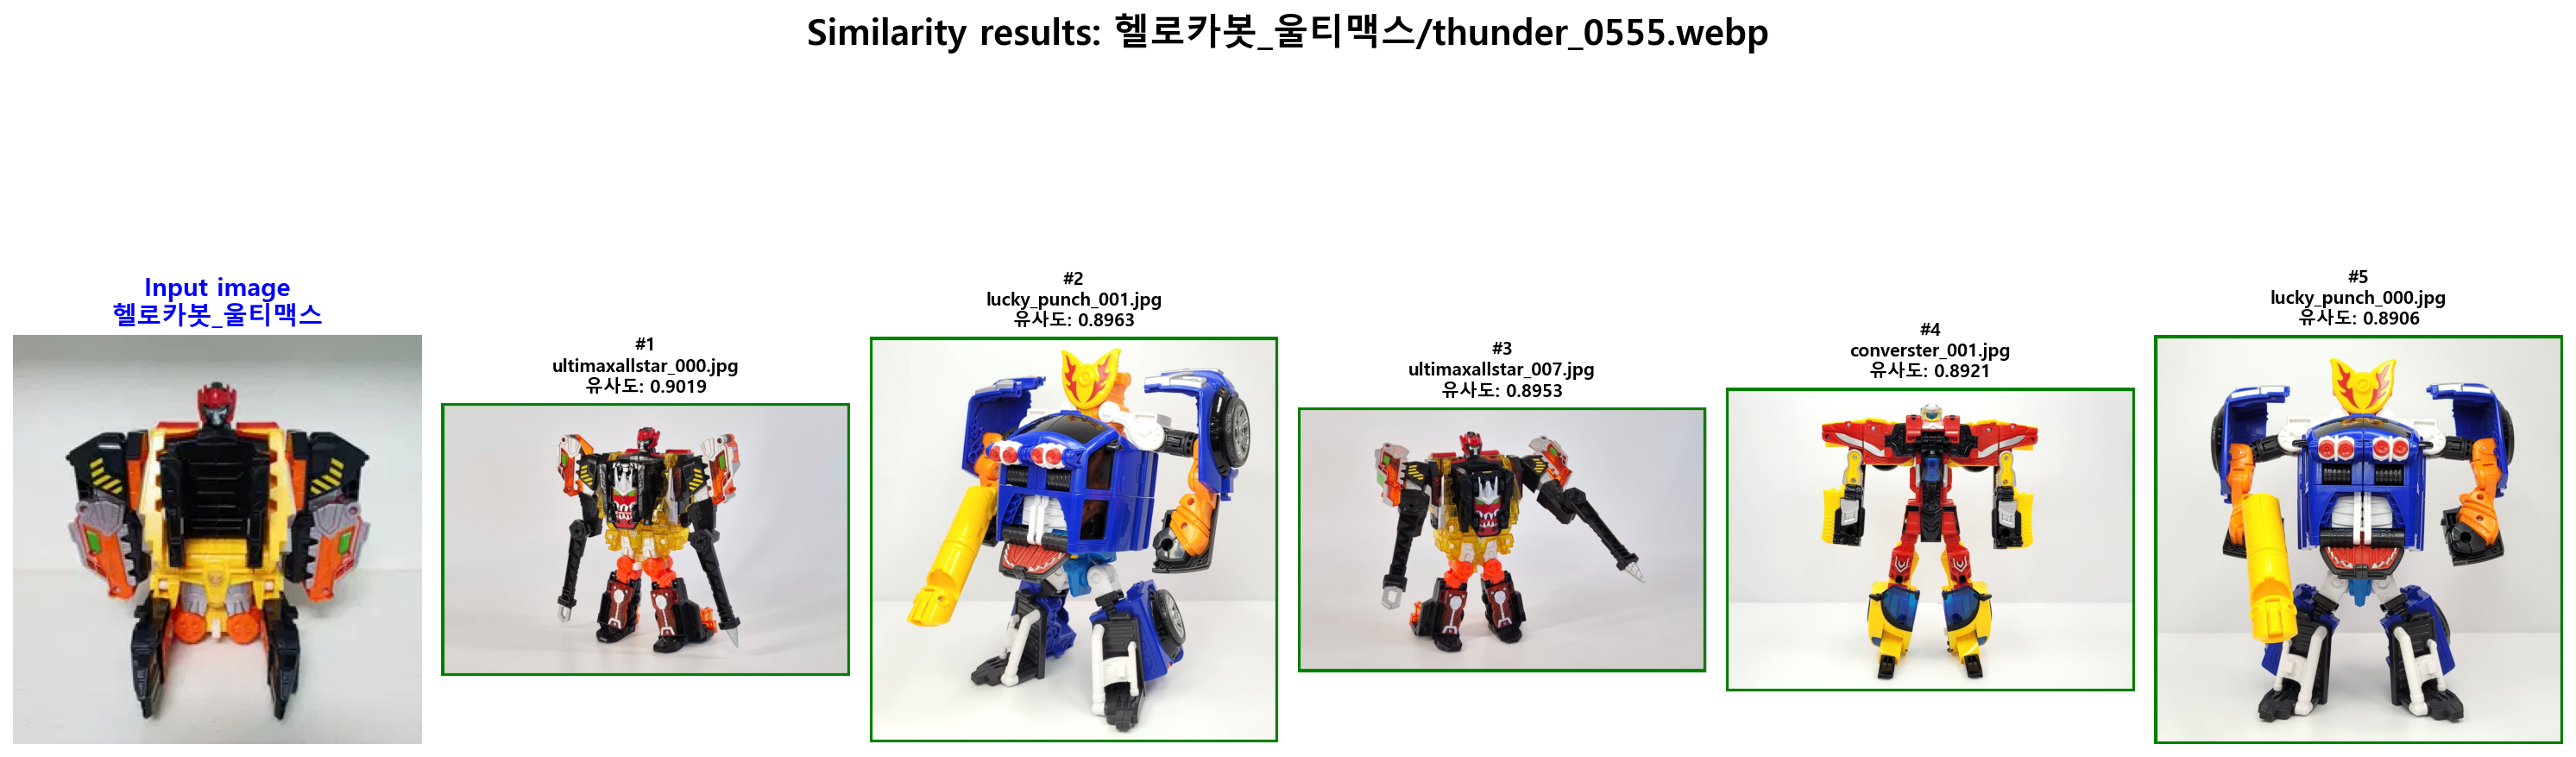 Similarity results: 헬로카봇_울티맥스/thunder_0555.webp
Input image
헬로카봇_울티맥스
#1
ultimaxallstar_000.jpg
유사도: 0.9019
#2
lucky_punch_001.jpg
유사도: 0.8963
#3
ultimaxallstar_007.jpg
유사도: 0.8953
#4
converster_001.jpg
유사도: 0.8921
#5
lucky_punch_000.jpg
유사도: 0.8906